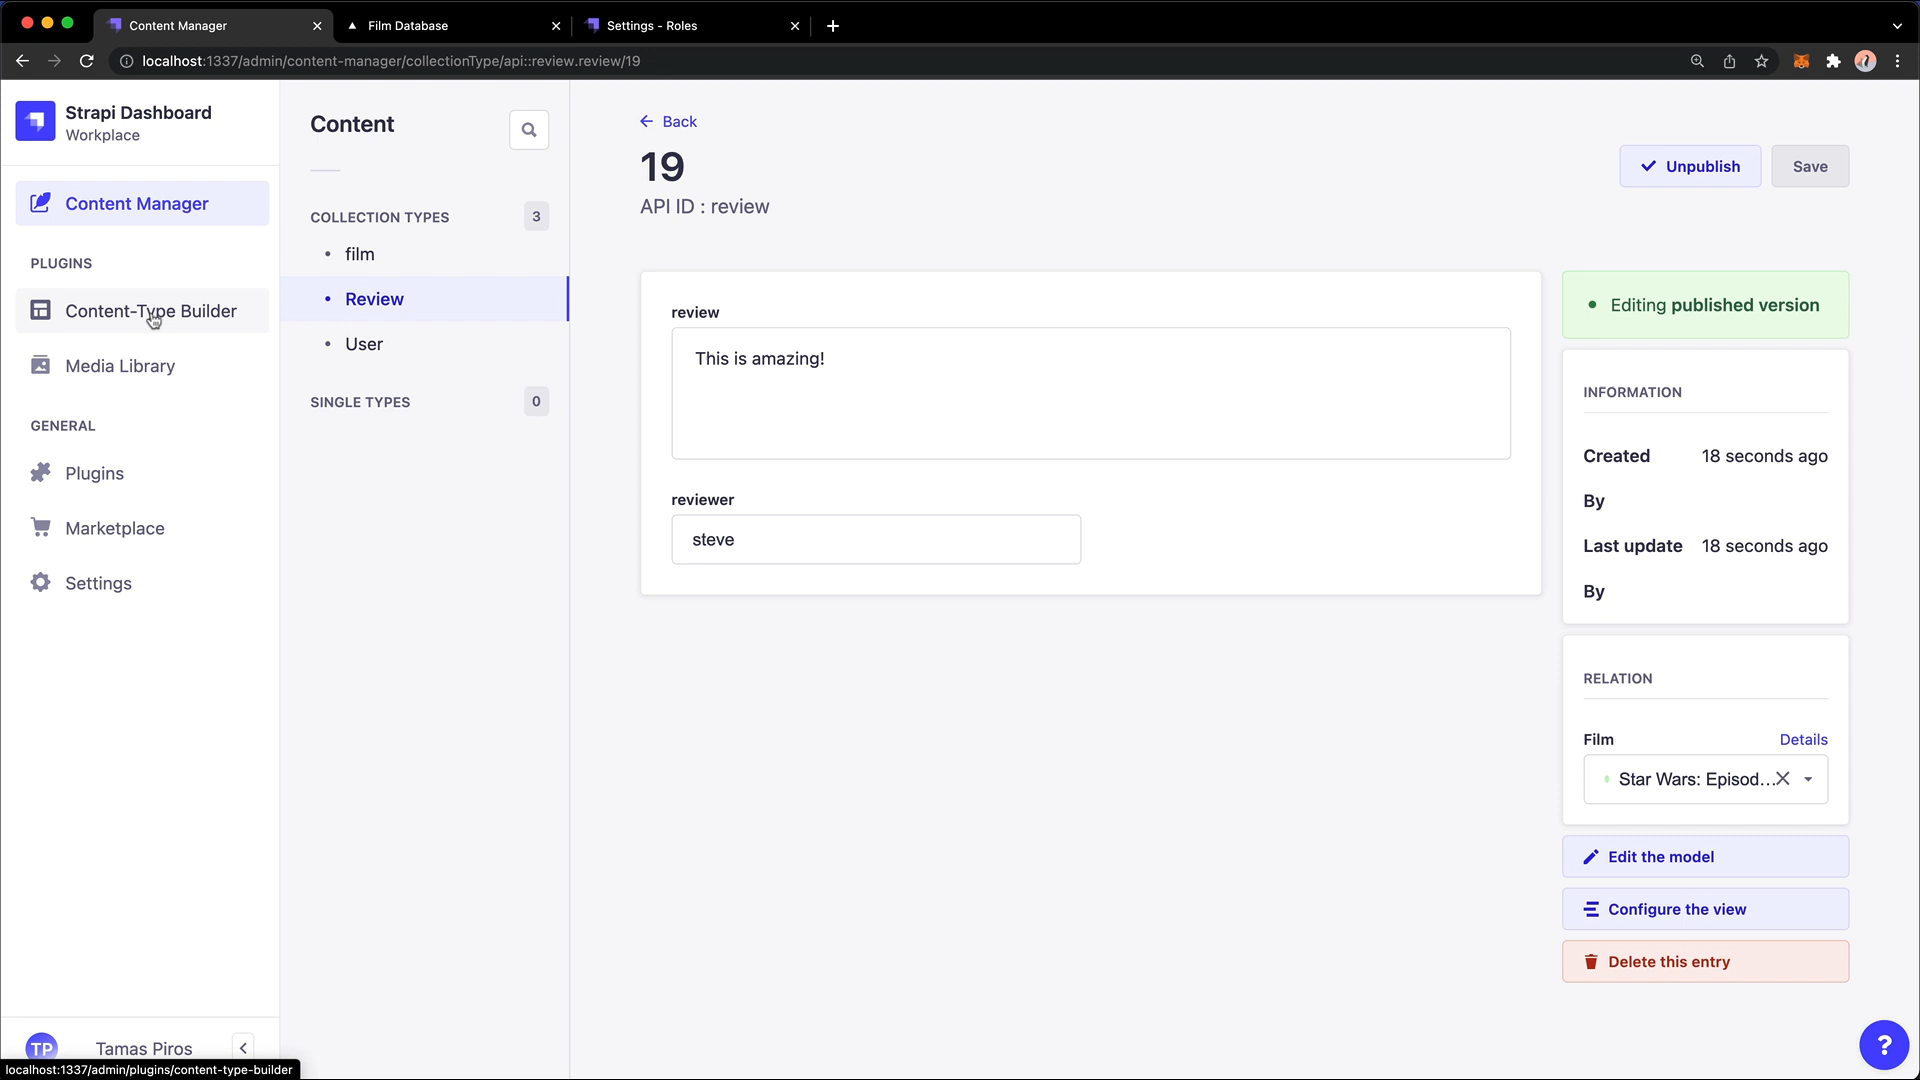 Content Manager
Film Database
Settings - Roles
localhost:1337/admin/content-manager/collectionType/api::review.review/19
Strapi Dashboard
Workplace
Content Manager
PLUGINS
Content-Type Builder
Media Library
GENERAL
Plugins
Marketplace
Settings
TP
Tamas Piros
localhost:1337/admin/plugins/content-type-builder
Content
COLLECTION TYPES 3
film
Review
User
SINGLE TYPES 0
Back
19
API ID : review
Unpublish
Save
review
This is amazing!
reviewer
steve
Editing published version
INFORMATION
Created 18 seconds ago
By
Last update 18 seconds ago
By
RELATION
Film Details
Star Wars: Episod...
Edit the model
Configure the view
Delete this entry
?